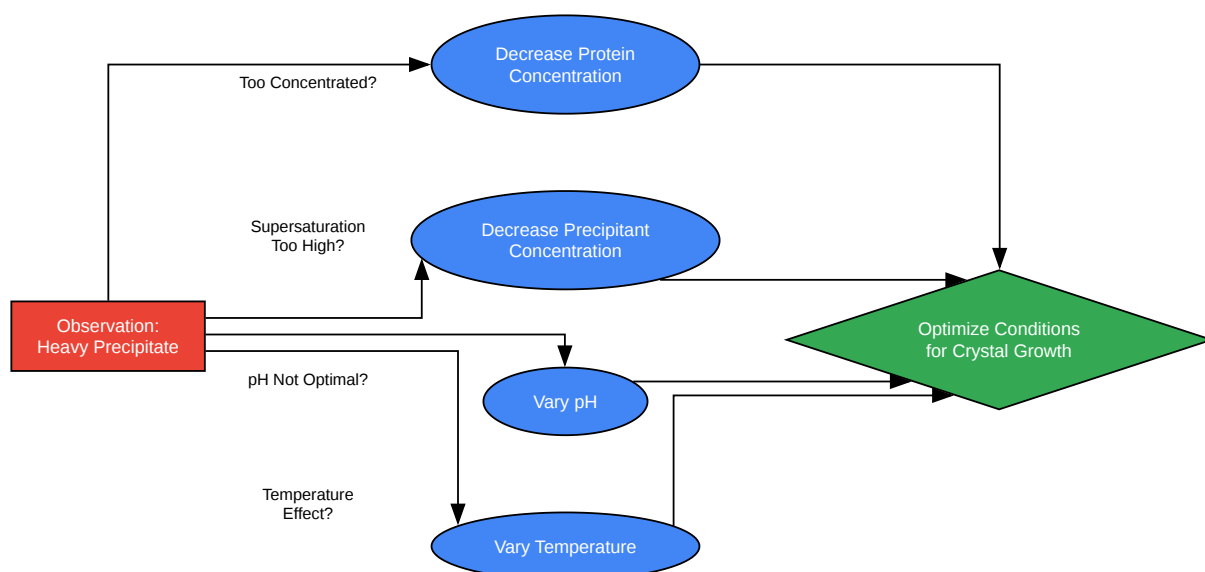 Decrease Protein
Concentration
Too Concentrated?
Supersaturation
Too High?
Decrease Precipitant
Concentration
Observation:
Heavy Precipitate
Optimize Conditions
for Crystal Growth
pH Not Optimal?
Vary pH
Temperature
Effect?
Vary Temperature